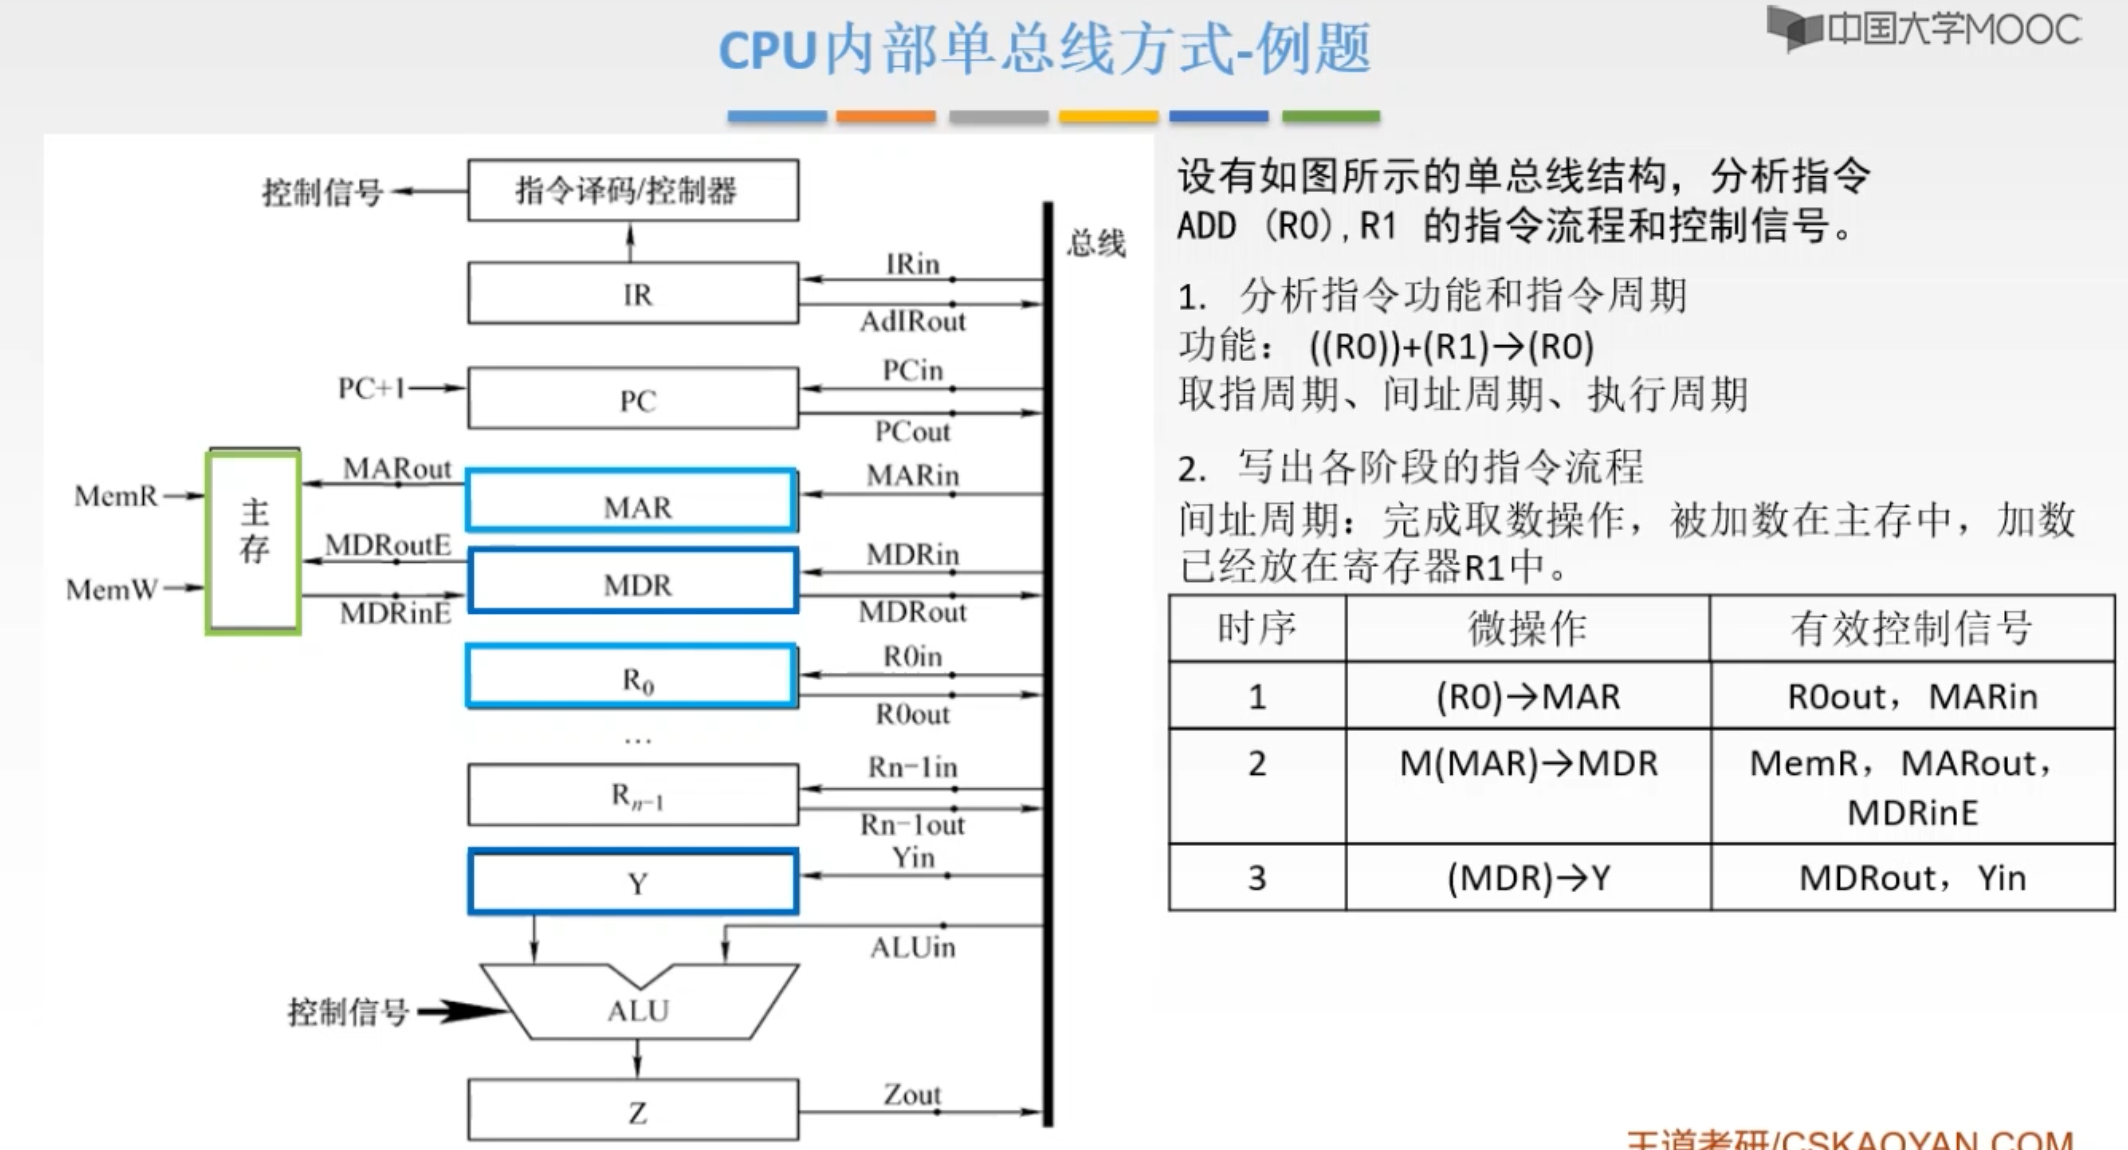 CPU内部单总线方式-例题
中国大学MOOC
控制信号
指令译码/控制器
总线
IR
IRin
AdIRout
PC+1
PC
PCin
PCout
MemR
MemW
主存
MARout
MAR
MARin
MDRoutE
MDRinE
MDR
MDRin
MDRout
R0
R0in
R0out
…
Rn-1
Rn-1in
Rn-1out
Y
Yin
ALUin
控制信号
ALU
Z
Zout
设有如图所示的单总线结构，分析指令
ADD (R0),R1 的指令流程和控制信号。
1. 分析指令功能和指令周期
功能： ((R0))+(R1)→(R0)
取指周期、间址周期、执行周期
2. 写出各阶段的指令流程
间址周期：完成取数操作，被加数在主存中，加数
已经放在寄存器R1中。
时序 微操作 有效控制信号
1 (R0)→MAR R0out，MARin
2 M(MAR)→MDR MemR，MARout，
MDRinE
3 (MDR)→Y MDRout，Yin
王道考研/CSKAOYAN.COM